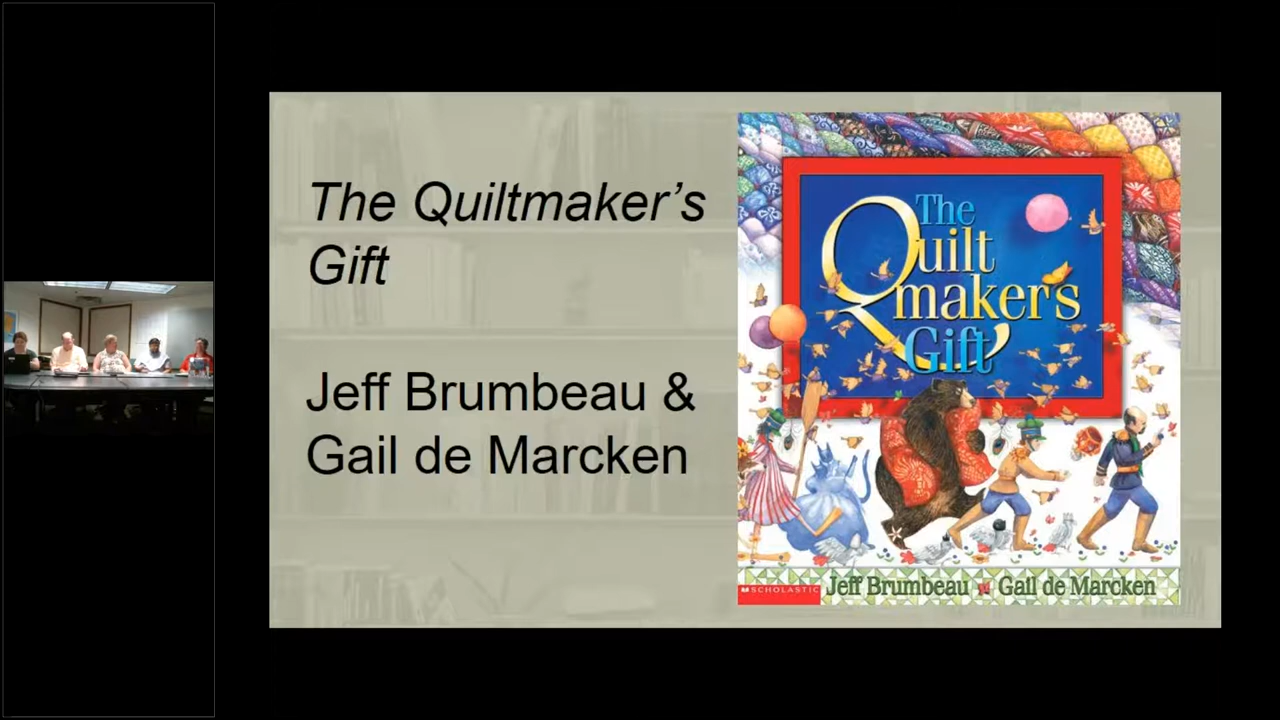 The Quiltmaker’s
Gift
Jeff Brumbeau &
Gail de Marcken
The
Quilt
maker's
Gift
SCHOLASTIC
Jeff Brumbeau Gail de Marcken